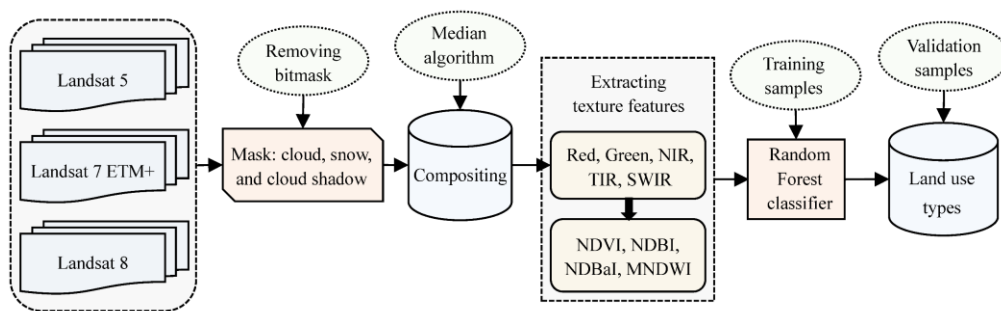 Landsat 5
Landsat 7 ETM+
Landsat 8
Removing
bitmask
Mask: cloud, snow,
and cloud shadow
Median
algorithm
Compositing
Extracting
texture features
Red, Green, NIR,
TIR, SWIR
NDVI, NDBI,
NDBaI, MNDWI
Training
samples
Random
Forest
classifier
Validation
samples
Land use
types